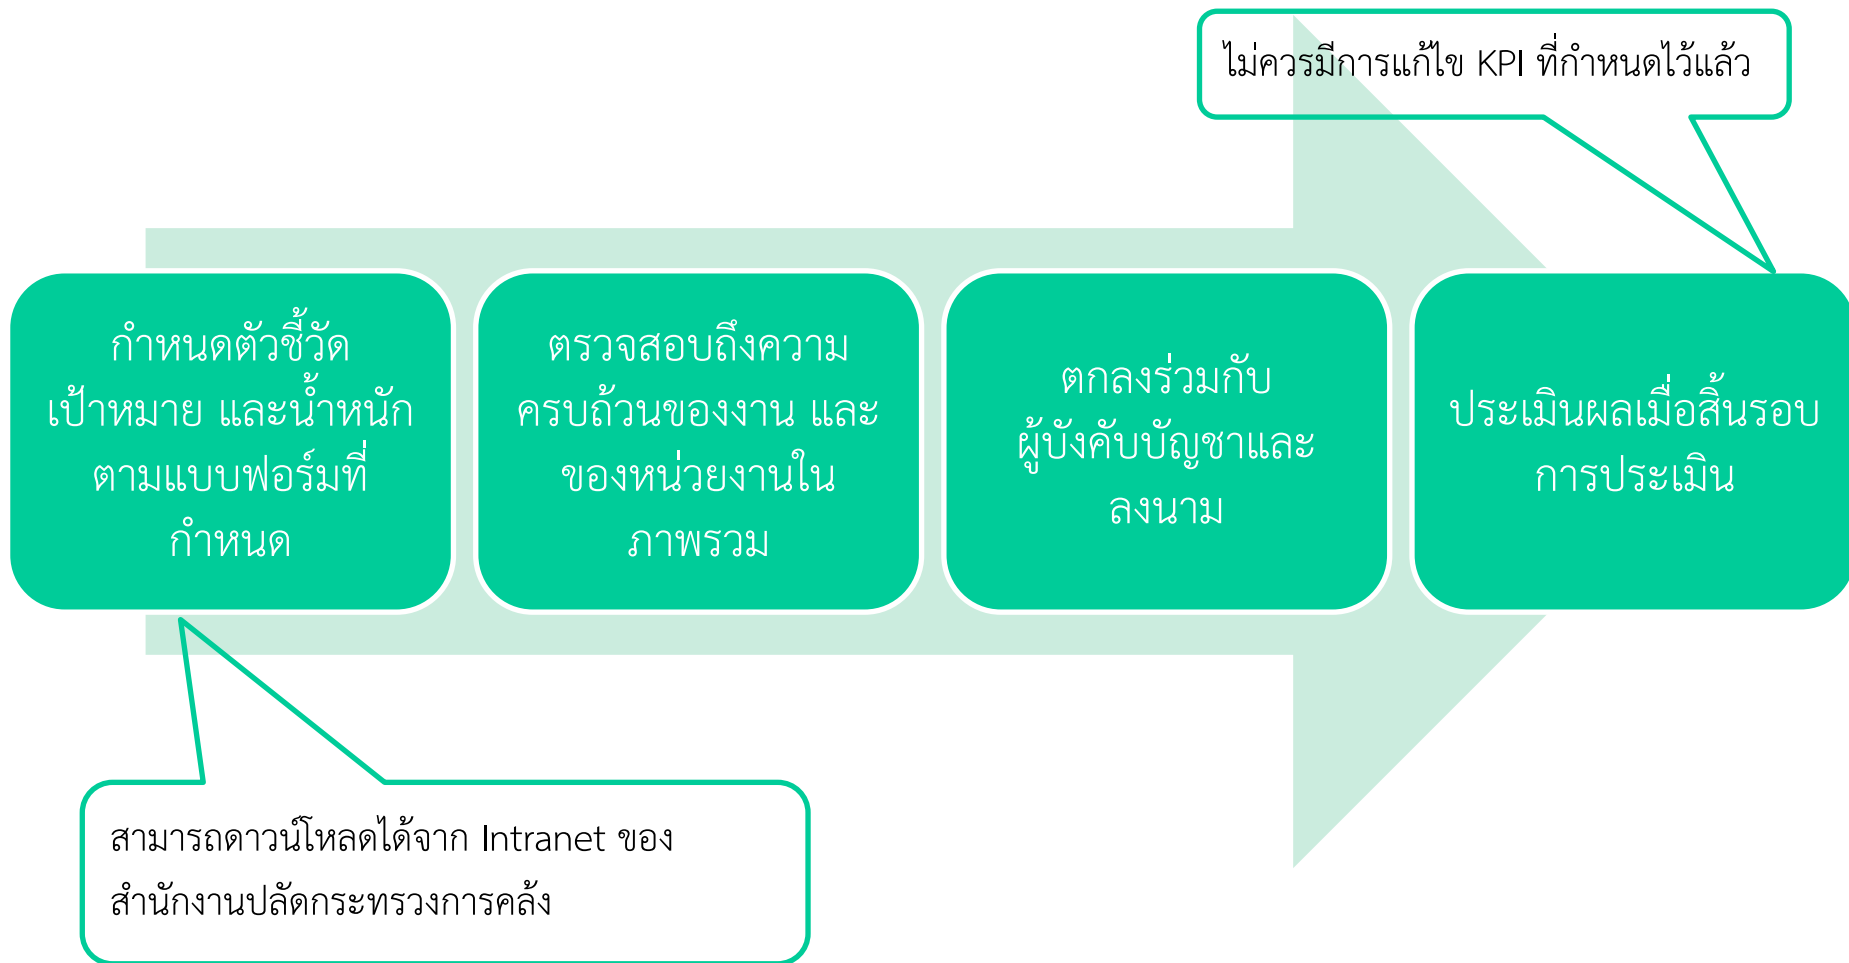 ไม่ควรมีการแก้ไข KPI ที่กำหนดไว้แล้ว
กำหนดตัวชี้วัด
เป้าหมาย และน้ำหนัก
ตามแบบฟอร์มที่
กำหนด
ตรวจสอบถึงความ
ครบถ้วนของงาน และ
ของหน่วยงานใน
ภาพรวม
ตกลงร่วมกับ
ผู้บังคับบัญชาและ
ลงนาม
ประเมินผลเมื่อสิ้นรอบ
การประเมิน
สามารถดาวน์โหลดได้จาก Intranet ของ
สำนักงานปลัดกระทรวงการคลัง